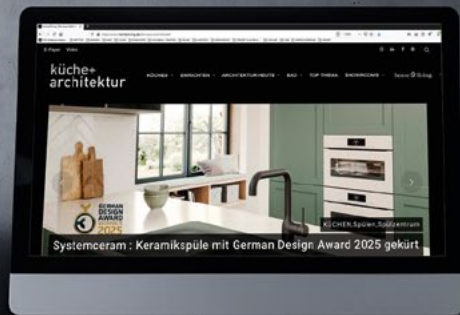 E-Paper Video
küche+
architektur
KÜCHEN EINRICHTEN ARCHITEKTUR HEUTE BAD TOP THEMA SHOWROOMS
GERMAN
DESIGN
AWARD
2025
KÜCHEN,Spülen,Spülzentrum
Systemceram : Keramikspüle mit German Design Award 2025 gekürt